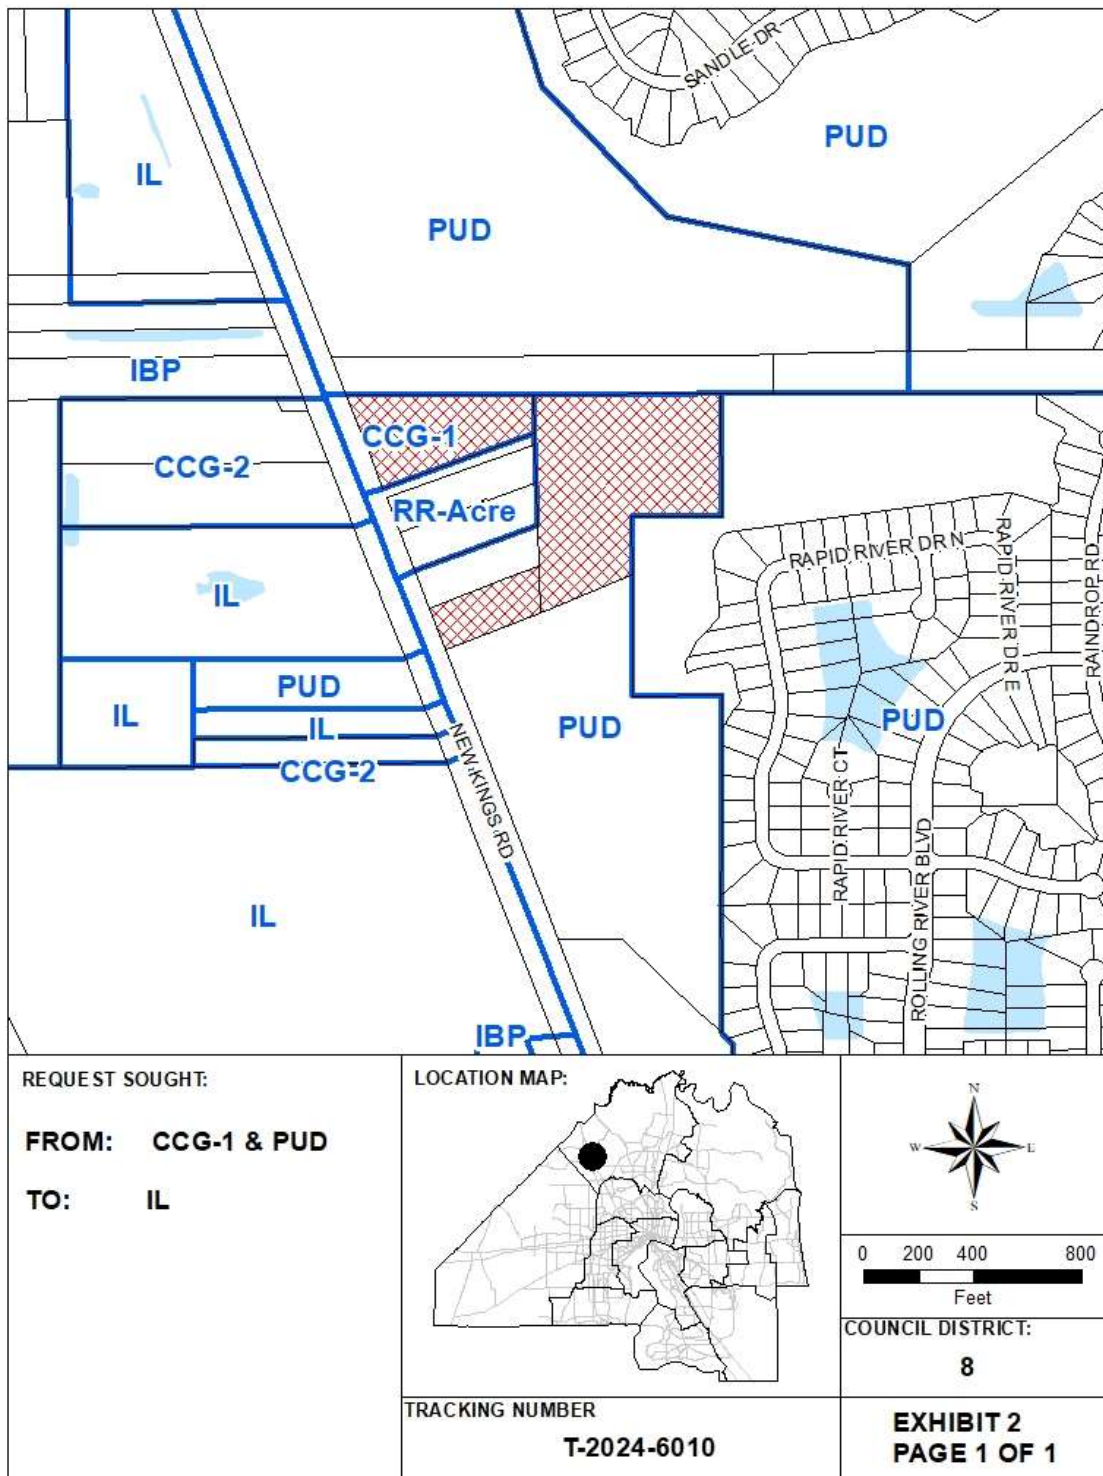 SANDLE DR
PUD
IL
PUD
IBP
CCG-1
CCG-2
RR-Acre
RAPID RIVER DR N
RAPID RIVER DR E
RAINDROP RD
IL
PUD
IL
PUD
PUD
IL
NEW KINGS RD
CCG-2
RAPID RIVER CT
ROLLING RIVER BLVD
IL
IBP
REQUEST SOUGHT:
FROM: CCG-1 & PUD
TO: IL
LOCATION MAP:
N
W E
S
0 200 400 800
Feet
COUNCIL DISTRICT:
8
TRACKING NUMBER
T-2024-6010
EXHIBIT 2
PAGE 1 OF 1